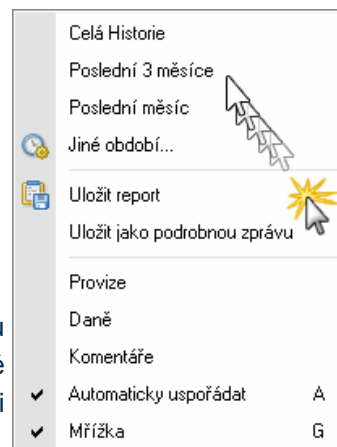 Celá Historie
Poslední 3 měsíce
Poslední měsíc
Jiné období...
Uložit report
Uložit jako podrobnou zprávu
Provize
Daně
Komentáře
Automaticky uspořádat A
Mřížka G